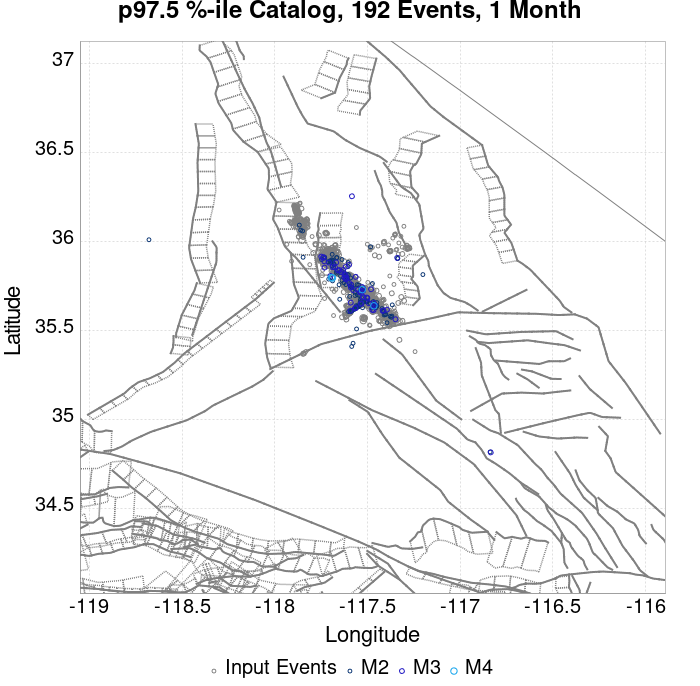 p97.5 %-ile Catalog, 192 Events, 1 Month
37
36.5
36
35.5
35
34.5
Latitude
-119
-118.5
-118
-117.5
-117
-116.5
-116
Longitude
Input Events
M2
M3
M4